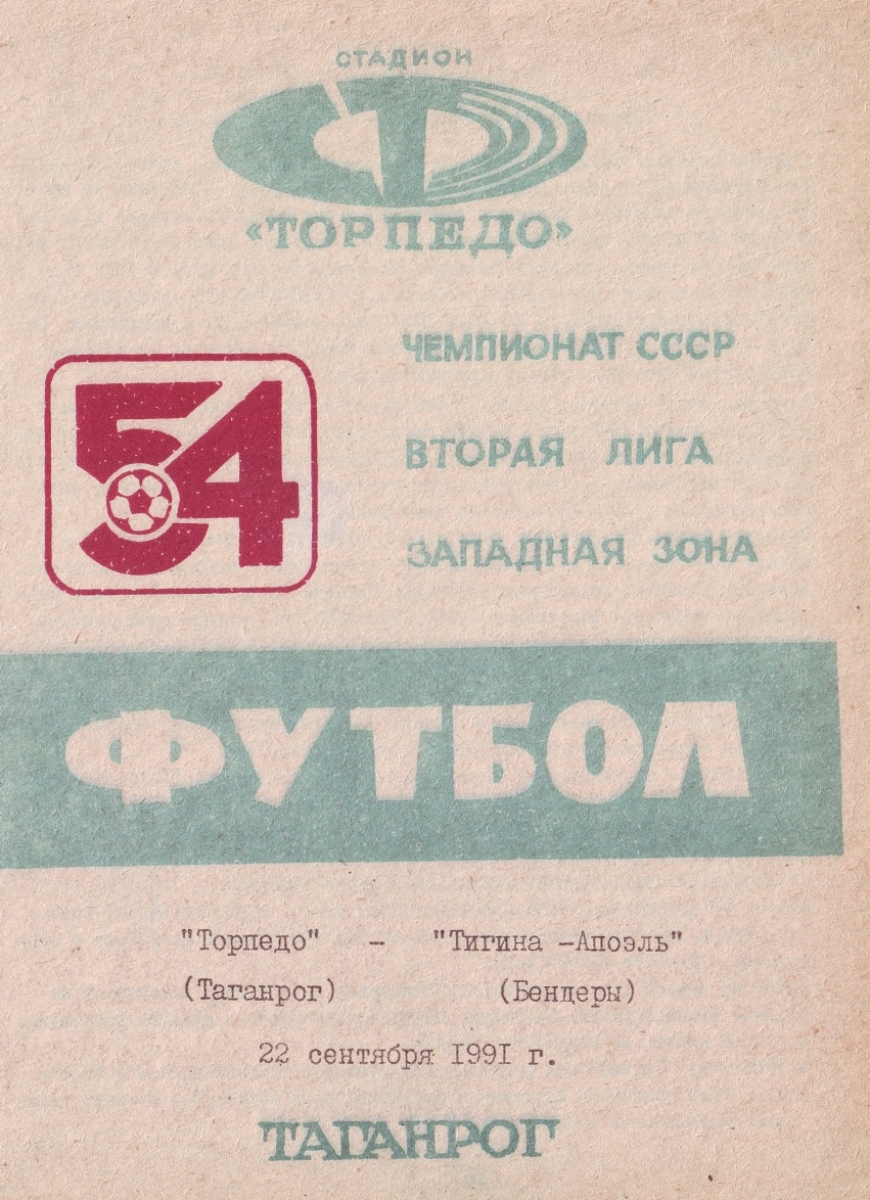 СТАДИОН
«ТОРПЕДО»
ЧЕМПИОНАТ СССР
54
ВТОРАЯ ЛИГА
ЗАПАДНАЯ ЗОНА
ФУТБОЛ
"Торпедо" - "Тигина -Апоэль"
(Таганрог) (Бендеры)
22 сентября 1991 г.
ТАГАНРОГ